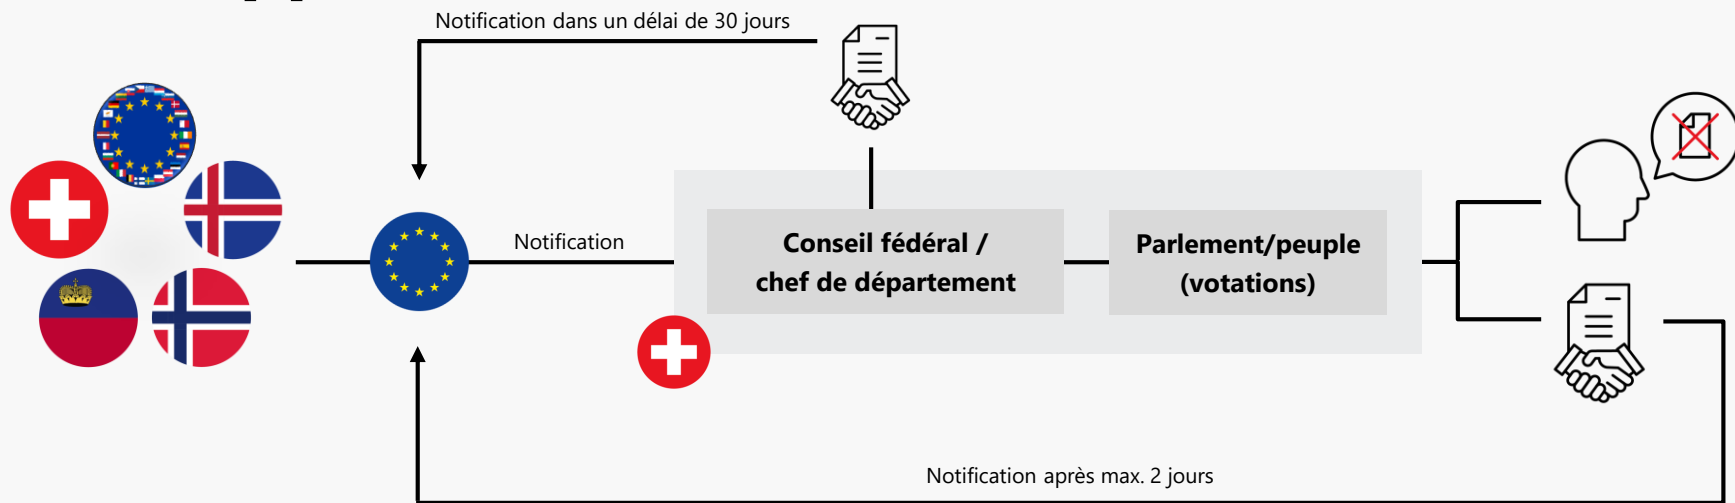 Notification dans un délai de 30 jours
Notification
Conseil fédéral /
chef de département
Parlement/peuple
(votations)
Notification après max. 2 jours